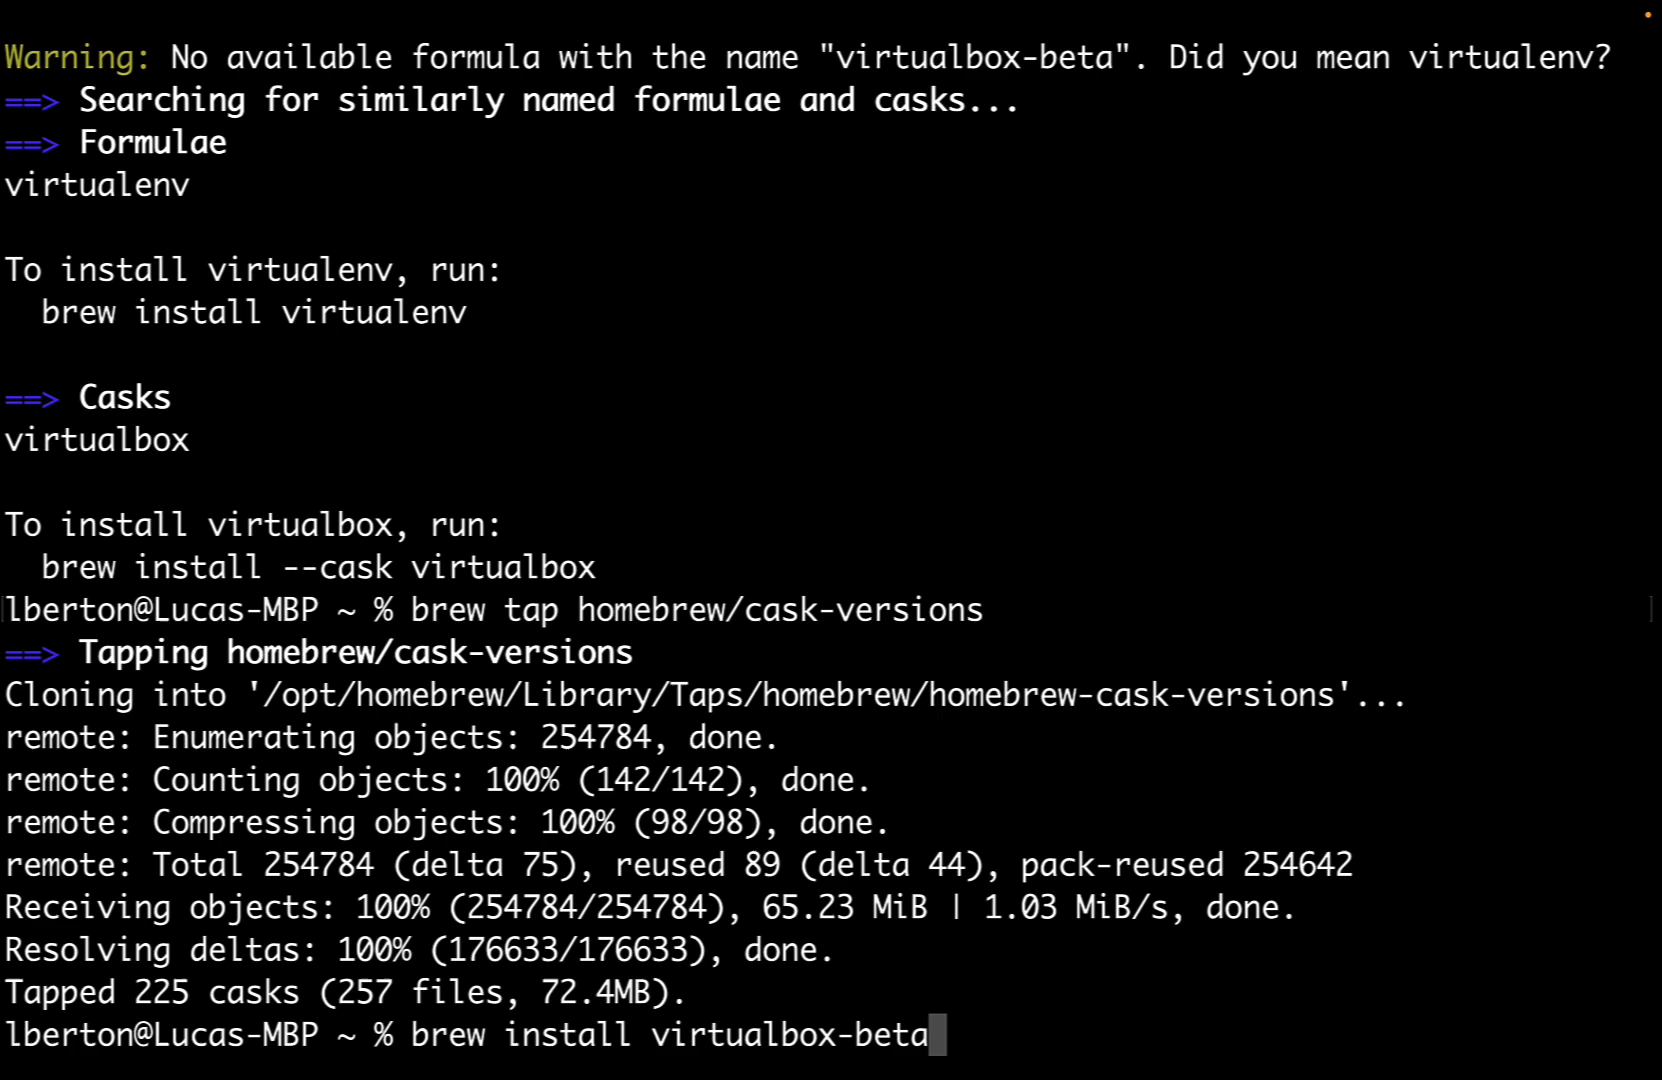 Warning: No available formula with the name "virtualbox-beta". Did you mean virtualenv?
==> Searching for similarly named formulae and casks...
==> Formulae
virtualenv
To install virtualenv, run:
  brew install virtualenv
==> Casks
virtualbox
To install virtualbox, run:
  brew install --cask virtualbox
lberton@Lucas-MBP ~ % brew tap homebrew/cask-versions
==> Tapping homebrew/cask-versions
Cloning into '/opt/homebrew/Library/Taps/homebrew/homebrew-cask-versions'...
remote: Enumerating objects: 254784, done.
remote: Counting objects: 100% (142/142), done.
remote: Compressing objects: 100% (98/98), done.
remote: Total 254784 (delta 75), reused 89 (delta 44), pack-reused 254642
Receiving objects: 100% (254784/254784), 65.23 MiB | 1.03 MiB/s, done.
Resolving deltas: 100% (176633/176633), done.
Tapped 225 casks (257 files, 72.4MB).
lberton@Lucas-MBP ~ % brew install virtualbox-beta